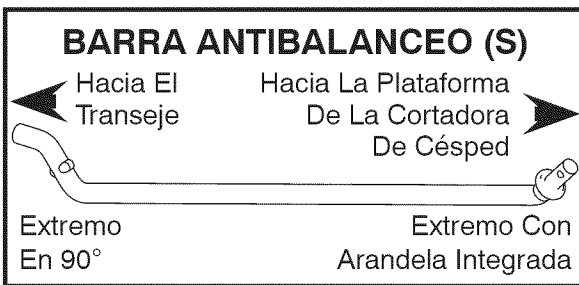 BARRA ANTIBALANCEO (S)
Hacia El
Transeje
Hacia La Plataforma
De La Cortadora
De Césped
Extremo
En 90°
Extremo Con
Arandela Integrada